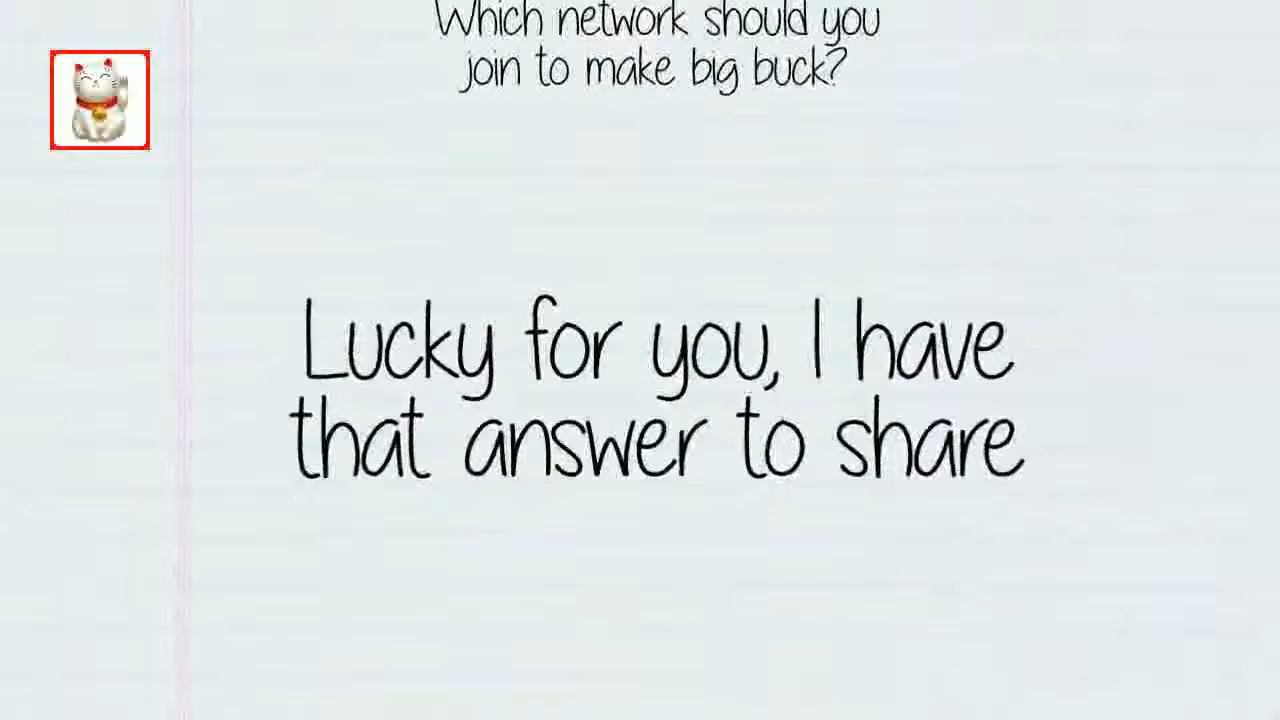 Which network should you
join to make big buck?
Lucky for you, I have
that answer to share